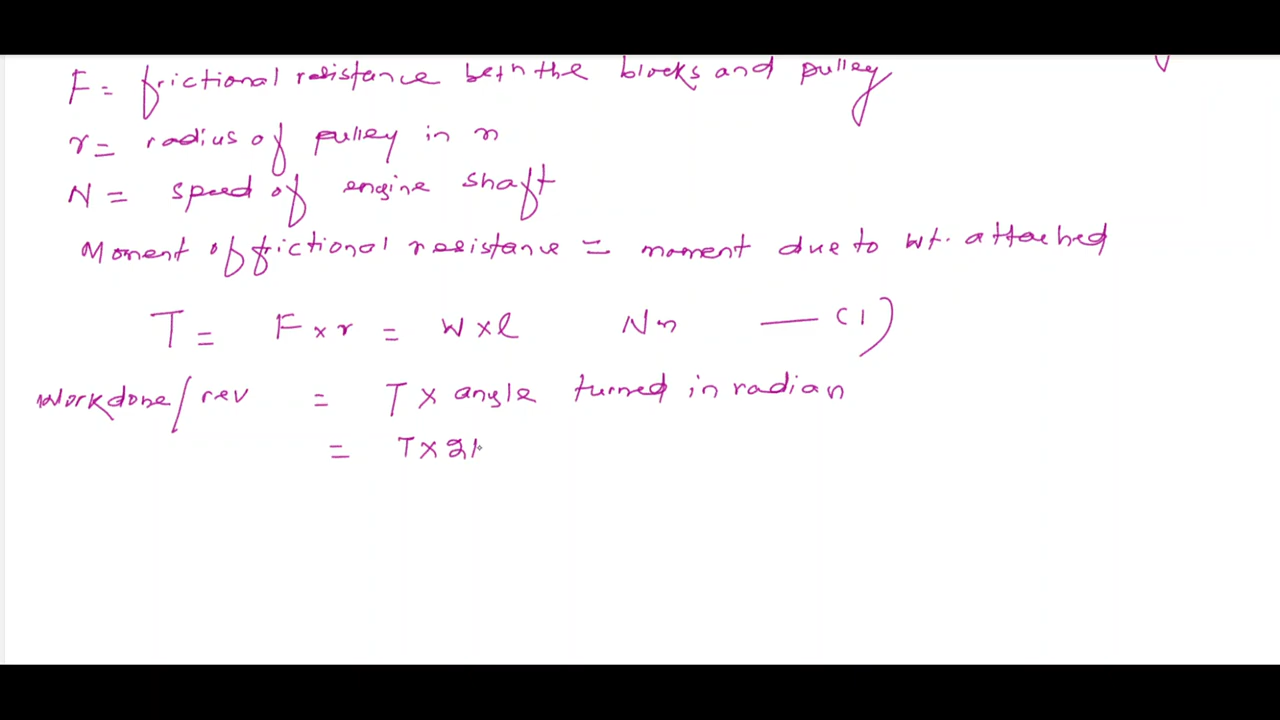 F = frictional resistance betn the blocks and pulley
r = radius of pulley in m
N = speed of engine shaft
Moment of frictional resistance = moment due to wt. attached
T = F x r = W x l Nm — (1)
Workdone/rev = T x angle turned in radian
= T x 2